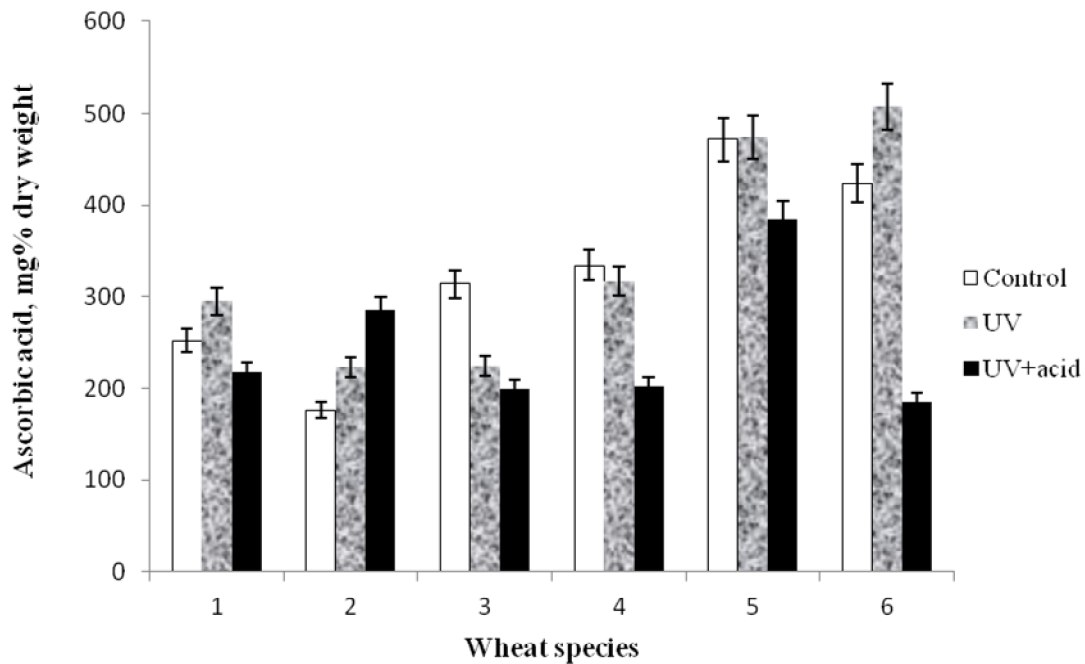 600
500
400
300
200
100
0
Ascorbic acid, mg% dry weight
1 2 3 4 5 6
Wheat species
Control
UV
UV+acid